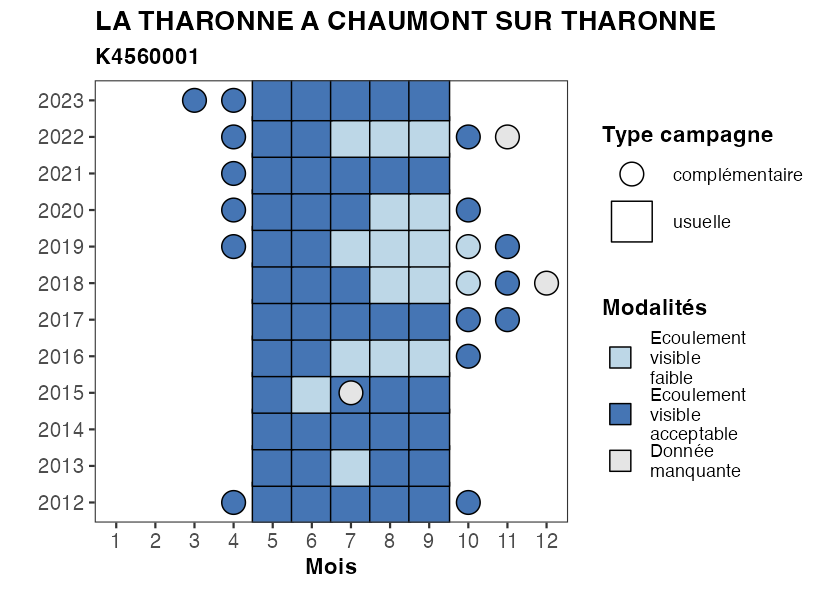 LA THARONNE A CHAUMONT SUR THARONNE
K4560001
2023
2022
2021
2020
2019
2018
2017
2016
2015
2014
2013
2012
1 2 3 4 5 6 7 8 9 10 11 12
Mois
Type campagne
complémentaire
usuelle
Modalités
Ecoulement
visible
faible
Ecoulement
visible
acceptable
Donnée
manquante